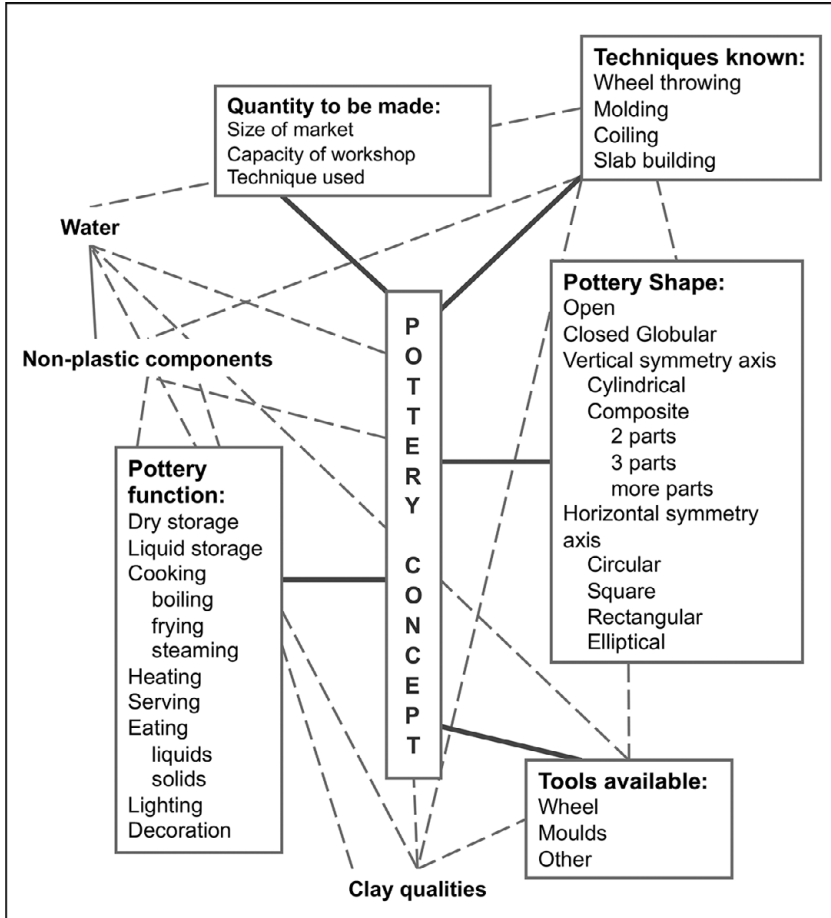 Techniques known:
Wheel throwing
Molding
Coiling
Slab building
Quantity to be made:
Size of market
Capacity of workshop
Technique used
Water
Non-plastic components
POTTERY CONCEPT
Pottery Shape:
Open
Closed Globular
Vertical symmetry axis
Cylindrical
Composite
2 parts
3 parts
more parts
Horizontal symmetry
axis
Circular
Square
Rectangular
Elliptical
Pottery
function:
Dry storage
Liquid storage
Cooking
boiling
frying
steaming
Heating
Serving
Eating
liquids
solids
Lighting
Decoration
Tools available:
Wheel
Moulds
Other
Clay qualities